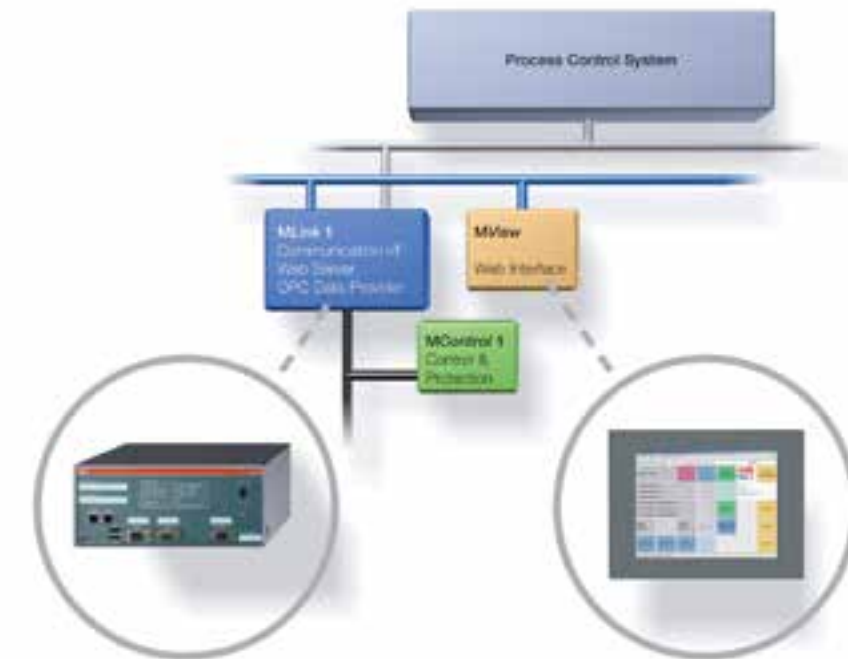 Process Control System
MLink 1
Communication I/F
Web Server
OPC Data Provider
MView
Web Interface
MControl 1
Control &
Protection